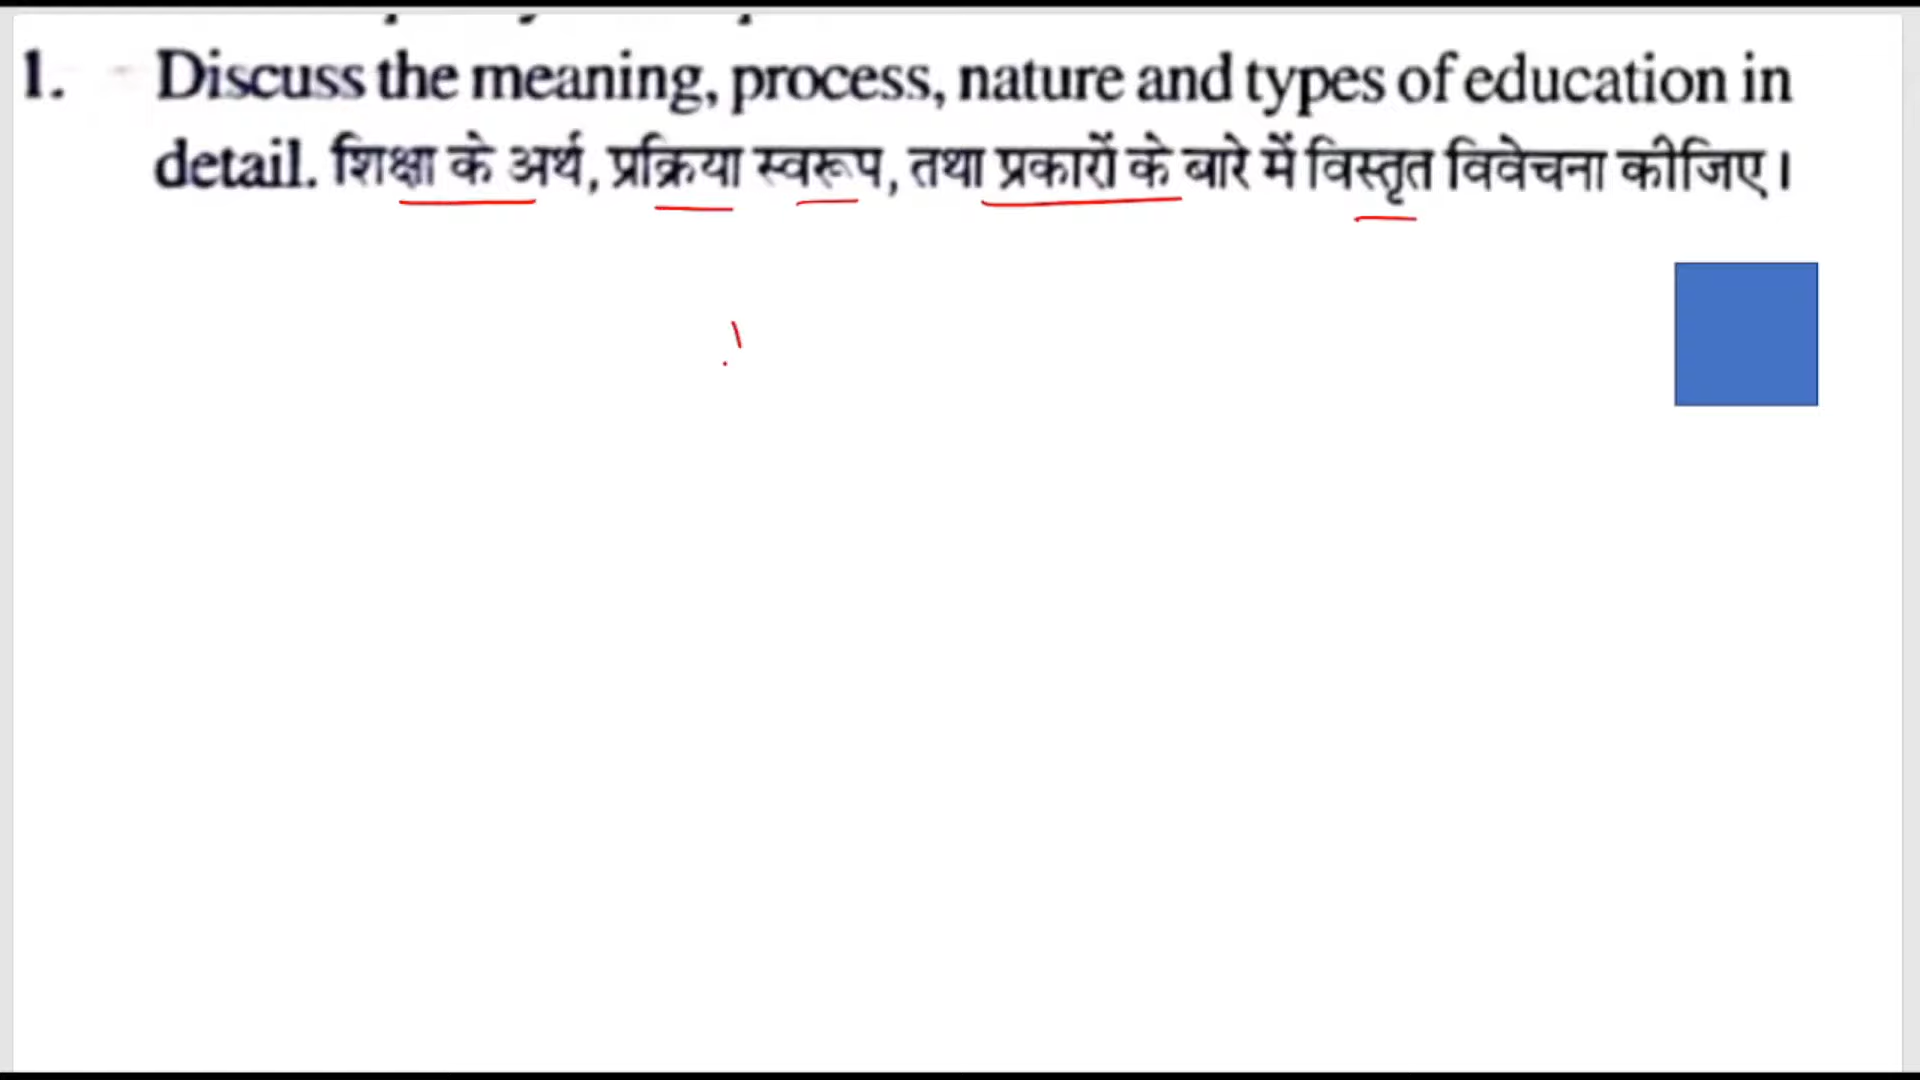 1. Discuss the meaning, process, nature and types of education in
detail. शिक्षा के अर्थ, प्रक्रिया स्वरूप, तथा प्रकारों के बारे में विस्तृत विवेचना कीजिए।